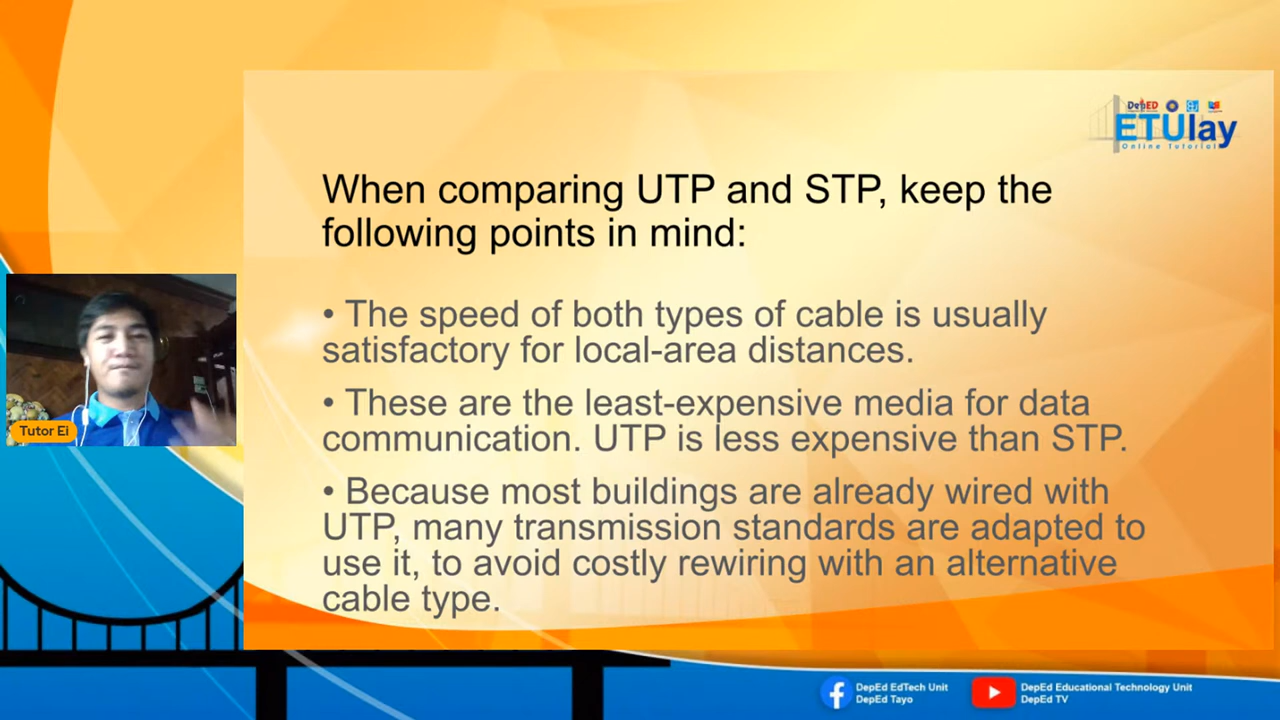 DepED
ETUlay
Online Tutorial
When comparing UTP and STP, keep the
following points in mind:
• The speed of both types of cable is usually
satisfactory for local-area distances.
• These are the least-expensive media for data
communication. UTP is less expensive than STP.
• Because most buildings are already wired with
UTP, many transmission standards are adapted to
use it, to avoid costly rewiring with an alternative
cable type.
Tutor Ei
DepEd EdTech Unit
DepEd Tayo
DepEd Educational Technology Unit
DepEd TV